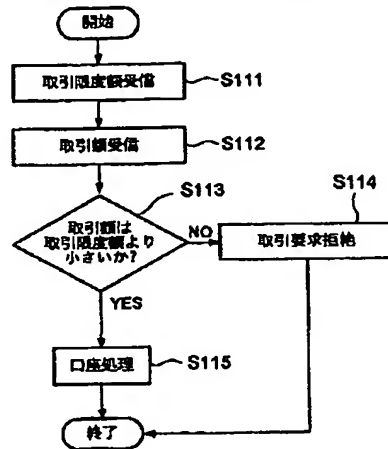 開始
取引限度額受信
S111
取引額受信
S112
S113
取引額は
取引限度額より
小さいか?
NO
S114
取引要求拒絶
YES
口座処理
S115
終了